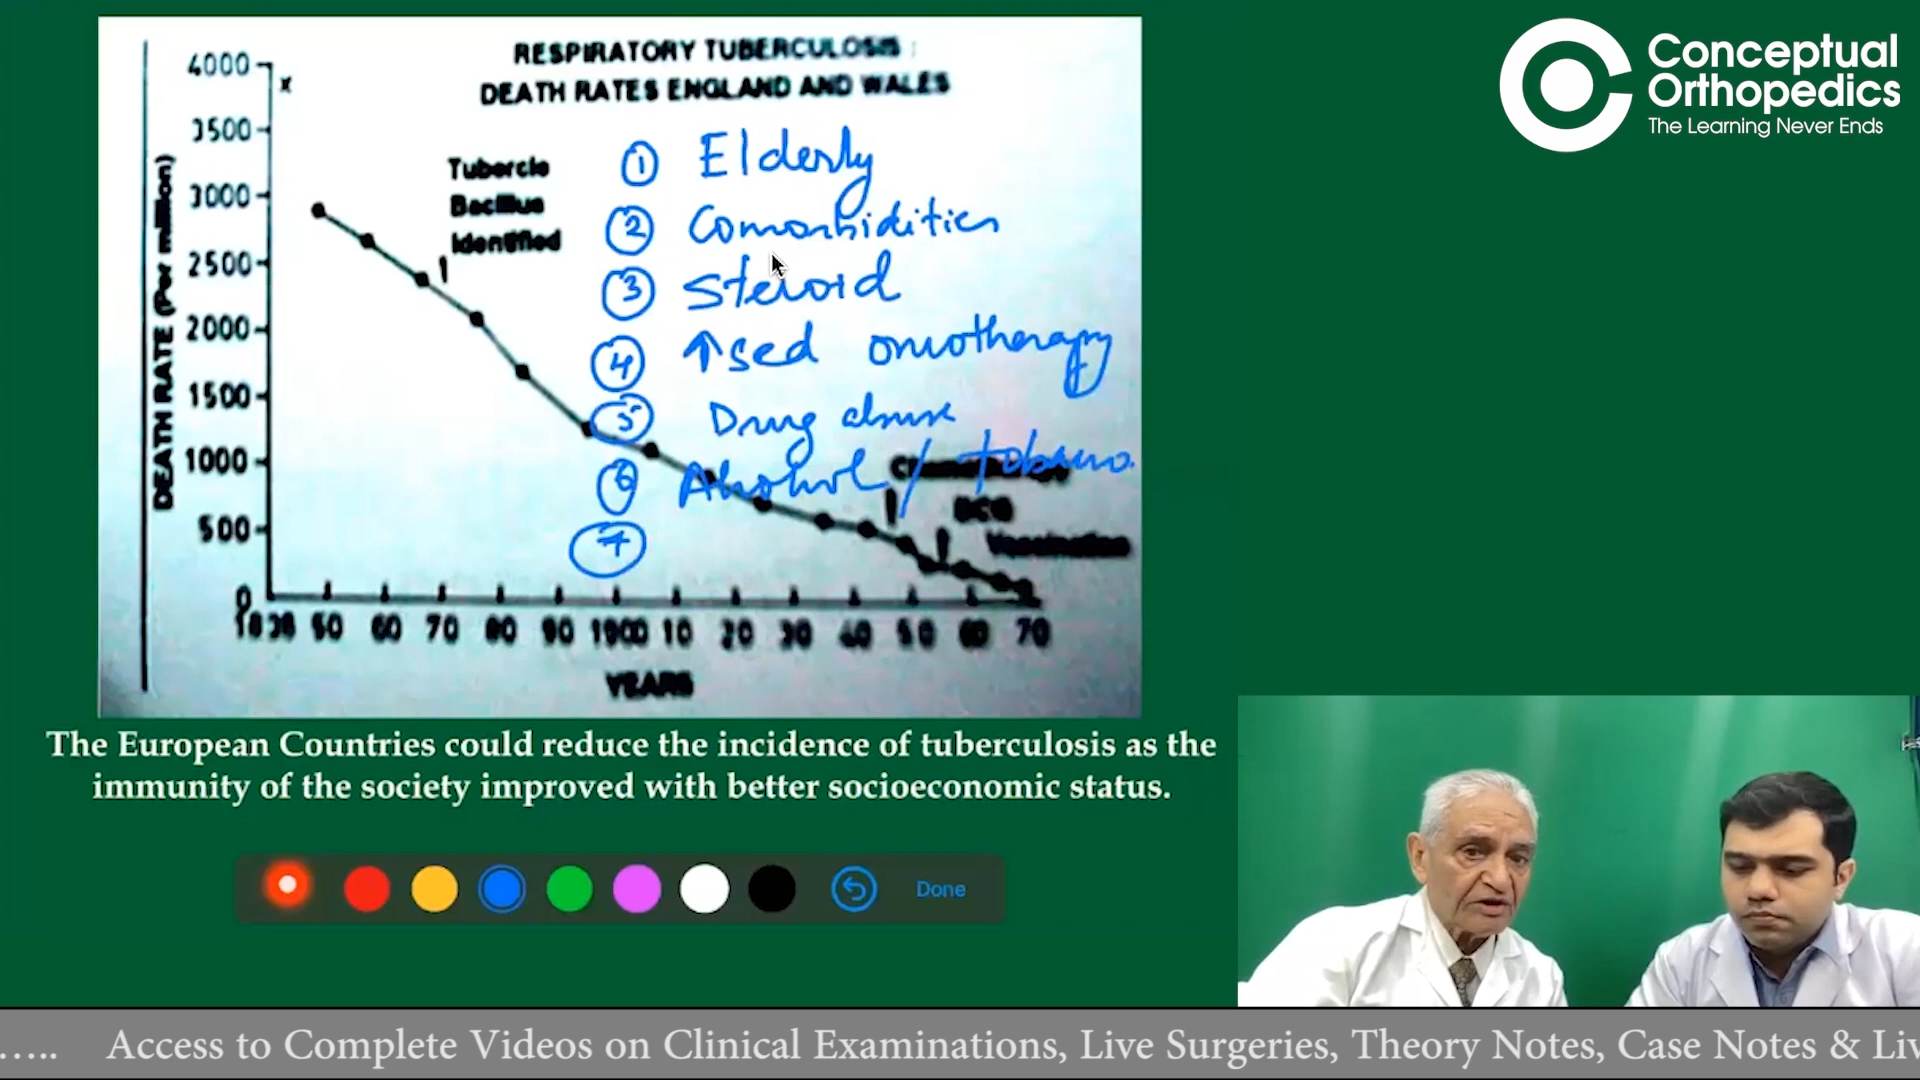 RESPIRATORY TUBERCULOSIS :
DEATH RATES ENGLAND AND WALES
4000
3500
3000
2500
2000
1500
1000
500
0
DEATH RATE (Per million)
x
Tubercle
Bacillus
Identified
① Elderly
② Comorbidities
③ Steroid
④ ↑sed oncotherapy
⑤ Drug abuse
⑥ Alcohol / tobacco.
⑦
BCG
Vaccination
50 60 70 80 90 1900 10 20 30 40 50 60 70
YEARS
The European Countries could reduce the incidence of tuberculosis as the
immunity of the society improved with better socioeconomic status.
Done
Conceptual
Orthopedics
The Learning Never Ends
..... Access to Complete Videos on Clinical Examinations, Live Surgeries, Theory Notes, Case Notes & Liv